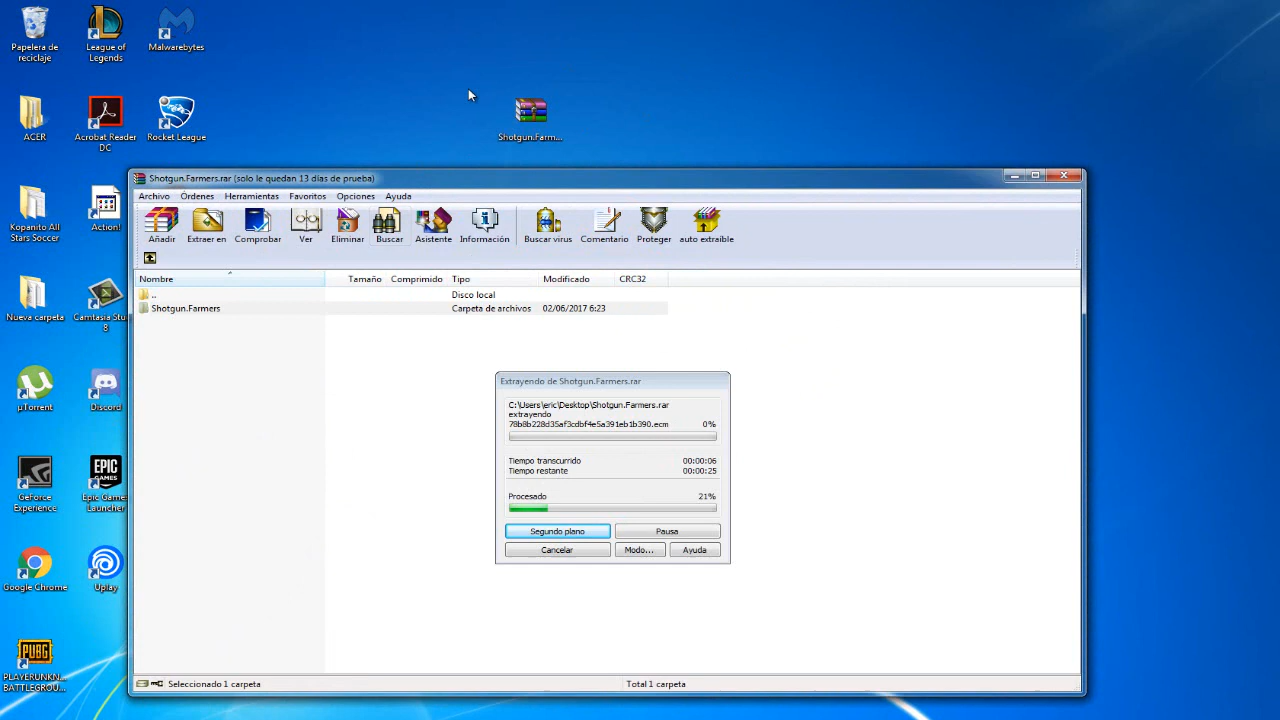 Papelera de
reciclaje
League of
Legends
Malwarebytes
ACER
Acrobat Reader
DC
Rocket League
Shotgun.Farm...
Kopanito All
Stars Soccer
Action!
Nueva carpeta
Camtasia Stu
8
µTorrent
Discord
GeForce
Experience
EPIC
GAMES
Epic Games
Launcher
Google Chrome
Uplay
PUBG
PLAYERUNKN...
BATTLEGROU...
Shotgun.Farmers.rar (solo le quedan 13 días de prueba)
Archivo Órdenes Herramientas Favoritos Opciones Ayuda
Añadir Extraer en Comprobar Ver Eliminar Buscar Asistente Información Buscar virus Comentario Proteger auto extraíble
Nombre Tamaño Comprimido Tipo Modificado CRC32
.. Disco local
Shotgun.Farmers Carpeta de archivos 02/06/2017 6:23
Extrayendo de Shotgun.Farmers.rar
C:\Users\eric\Desktop\Shotgun.Farmers.rar
extrayendo
78b8b228d35af3cdbf4e5a391eb1b390.ecm 0%
Tiempo transcurrido 00:00:06
Tiempo restante 00:00:25
Procesado 21%
Segundo plano Pausa
Cancelar Modo... Ayuda
Seleccionado 1 carpeta Total 1 carpeta